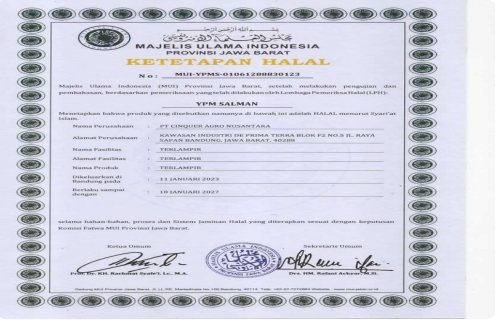 MAJELIS ULAMA INDONESIA
PROVINSI JAWA BARAT
KETETAPAN HALAL
No : MUI-YPMS-01061288830123
Majelis Ulama Indonesia (MUI) Provinsi Jawa Barat, setelah melakukan pengujian dan
pembahasan, berdasarkan pemeriksaan yang telah dilakukan oleh Lembaga Pemeriksa Halal (LPH):
YPM SALMAN
Menetapkan bahwa produk yang disebutkan namanya di bawah ini adalah HALAL menurut Syari'at
Islam.
Nama Perusahaan : PT CINQUER AGRO NUSANTARA
Alamat Perusahaan : KAWASAN INDUSTRI DE PRIMA TERRA BLOK F2 NO.5 JL. RAYA
SAPAN BANDUNG, JAWA BARAT, 40288
Nama Fasilitas : TERLAMPIR
Alamat Fasilitas : TERLAMPIR
Nama Produk : TERLAMPIR
Dikeluarkan di
Bandung pada : 11 JANUARI 2023
Berlaku sampai
dengan : 10 JANUARI 2027
selama bahan-bahan, proses dan Sistem Jaminan Halal yang diterapkan sesuai dengan keputusan
Komisi Fatwa MUI Provinsi Jawa Barat.
Ketua Umum
Sekretaris Umum
Prof. Dr. KH. Rachmat Syafe'i, Lc., M.A.
Drs. HM. Rafani Achyar, M.Si.